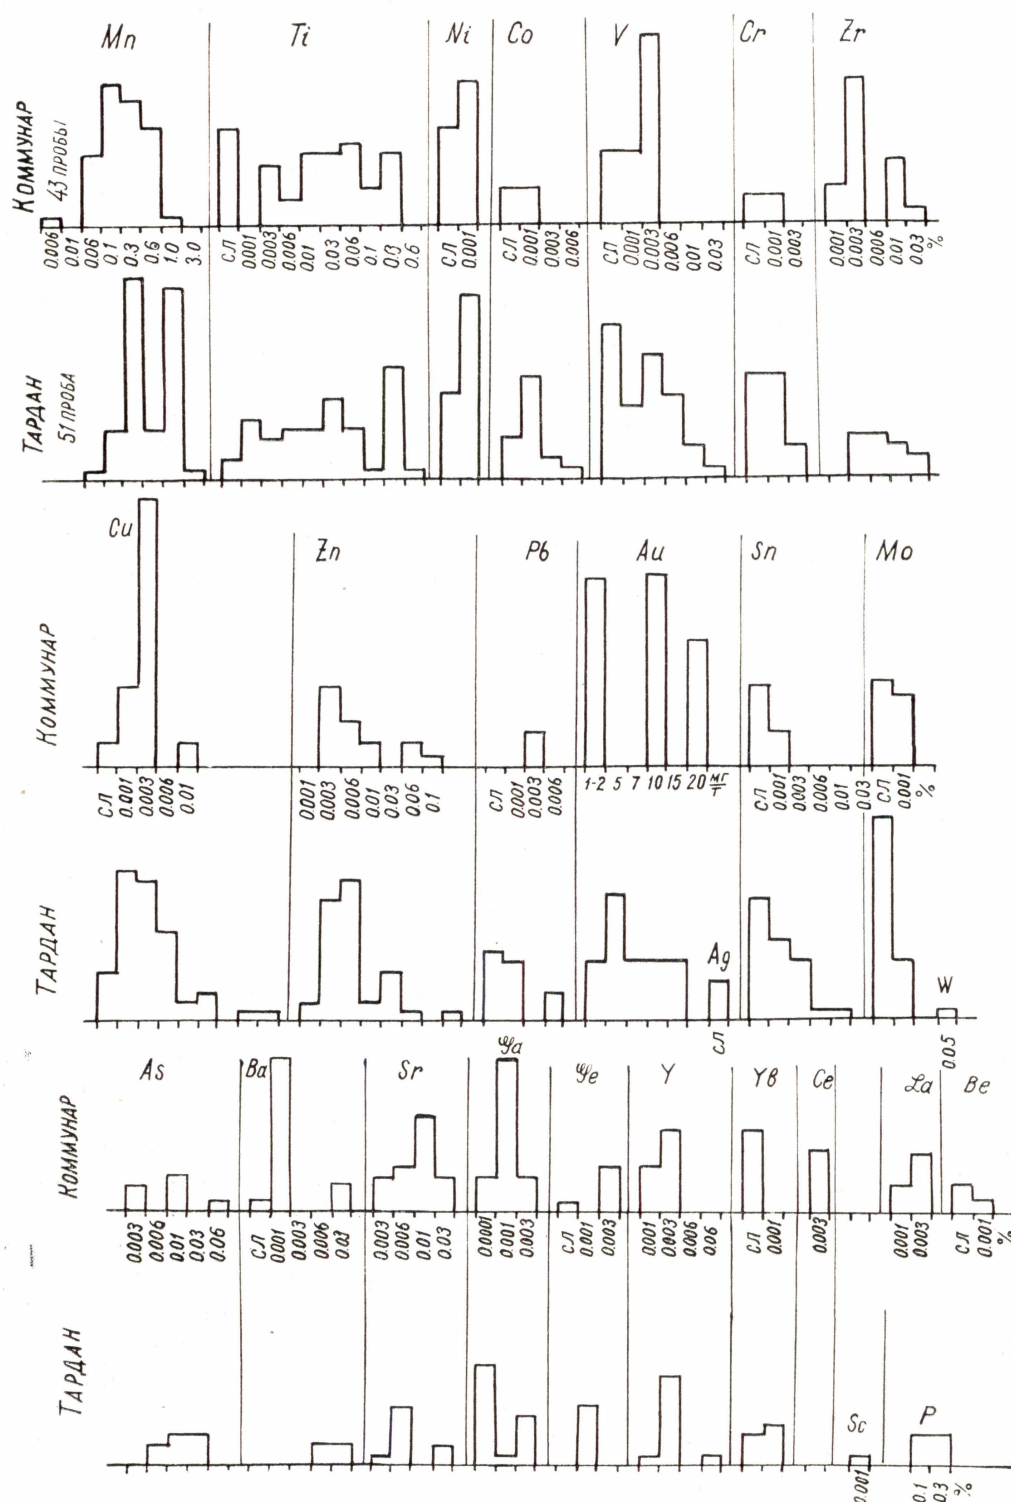 Mn Ti Ni Co V Cr Zr
КОММУНАР
43 ПРОБЫ
0.006 0.01 0.06 0.1 0.3 0.6 1.0 3.0 СЛ 0.001 0.003 0.006 0.01 0.03 0.06 0.1 0.3 0.6 СЛ 0.001 СЛ 0.001 0.003 0.006 СЛ 0.001 0.003 0.006 0.01 0.03 СЛ 0.001 0.003 0.001 0.003 0.006 0.01 0.03 %
ТАРДАН
51 ПРОБА
Cu Zn Pb Au Sn Mo
КОММУНАР
СЛ 0.001 0.003 0.006 0.01 0.001 0.003 0.006 0.01 0.03 0.06 0.1 СЛ 0.001 0.003 0.006 1-2 5 7 10 15 20 мг/т СЛ 0.001 0.003 0.006 0.01 0.03 СЛ 0.001 %
ТАРДАН
Ag W
СЛ 0.05
As Ba Sr Ga Ge Y Yb Ce La Be
КОММУНАР
0.003 0.006 0.01 0.03 0.06 СЛ 0.001 0.003 0.006 0.03 0.003 0.006 0.01 0.03 0.0001 0.001 0.003 СЛ 0.001 0.003 0.001 0.003 0.006 0.06 СЛ 0.001 0.003 0.001 0.003 СЛ 0.001 %
ТАРДАН
Sc P
0.001 0.1 0.3 %